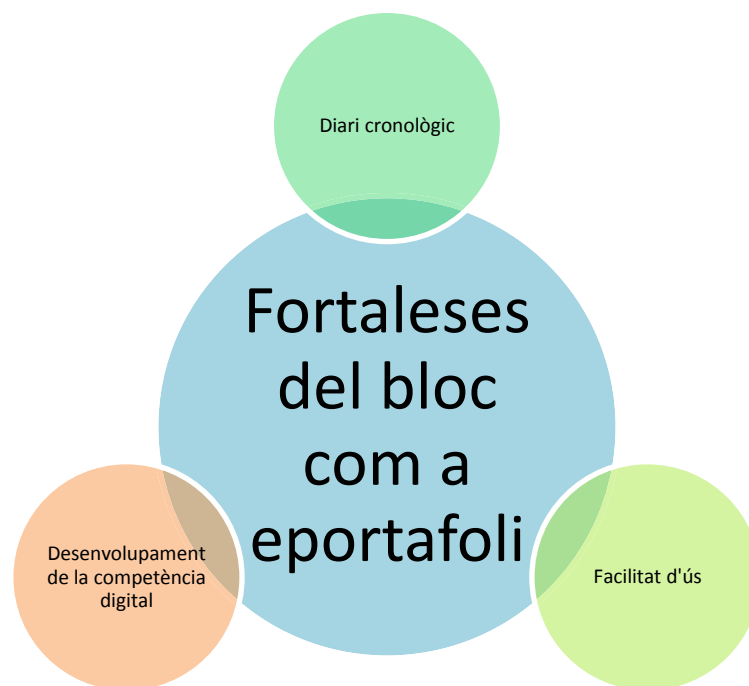 Diari cronològic
Fortaleses
del bloc
com a
eportafoli
Desenvolupament
de la competència
digital
Facilitat d'ús